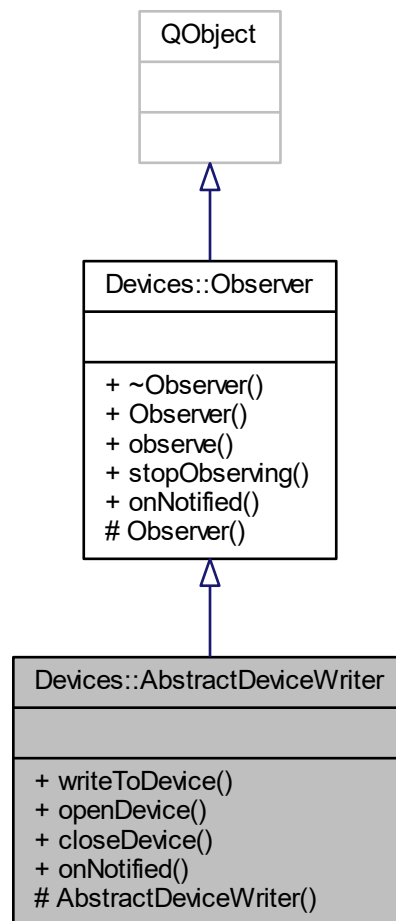 QObject
Devices::Observer
+ ~Observer()
+ Observer()
+ observe()
+ stopObserving()
+ onNotified()
# Observer()
Devices::AbstractDeviceWriter
+ writeToDevice()
+ openDevice()
+ closeDevice()
+ onNotified()
# AbstractDeviceWriter()